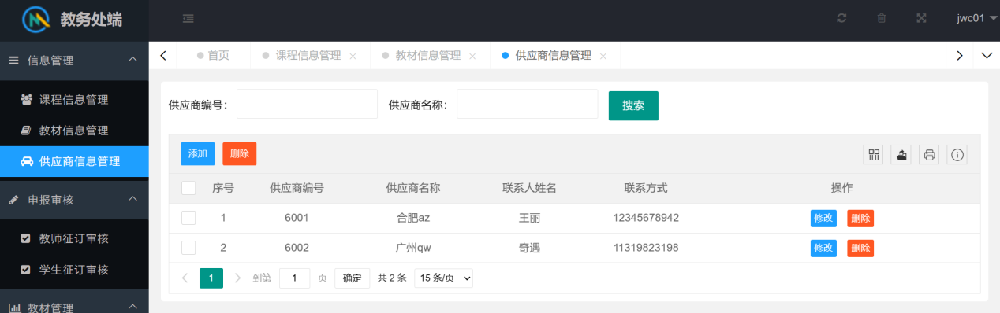 教务处端
jwc01
信息管理
首页
课程信息管理
教材信息管理
供应商信息管理
课程信息管理
教材信息管理
供应商信息管理
申报审核
教师征订审核
学生征订审核
教材管理
供应商编号：
供应商名称：
搜索
添加 删除
序号 供应商编号 供应商名称 联系人姓名 联系方式 操作
1 6001 合肥az 王丽 12345678942 修改 删除
2 6002 广州qw 奇遇 11319823198 修改 删除
1 到第 1 页 确定 共 2 条 15 条/页